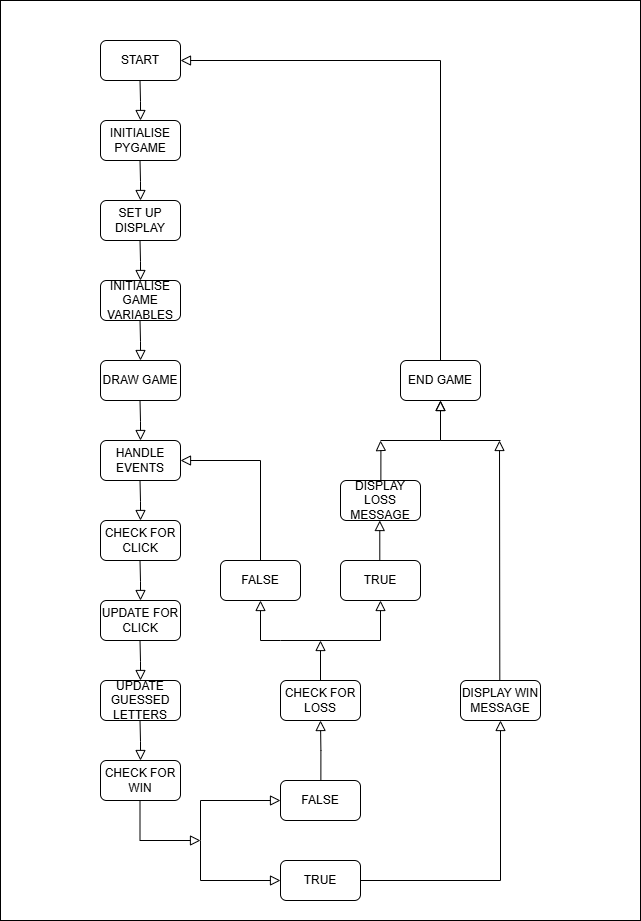 START
INITIALISE
PYGAME
SET UP
DISPLAY
INITIALISE
GAME
VARIABLES
DRAW GAME
END GAME
HANDLE
EVENTS
DISPLAY
LOSS
MESSAGE
CHECK FOR
CLICK
FALSE
TRUE
UPDATE FOR
CLICK
UPDATE
GUESSED
LETTERS
CHECK FOR
LOSS
DISPLAY WIN
MESSAGE
CHECK FOR
WIN
FALSE
TRUE